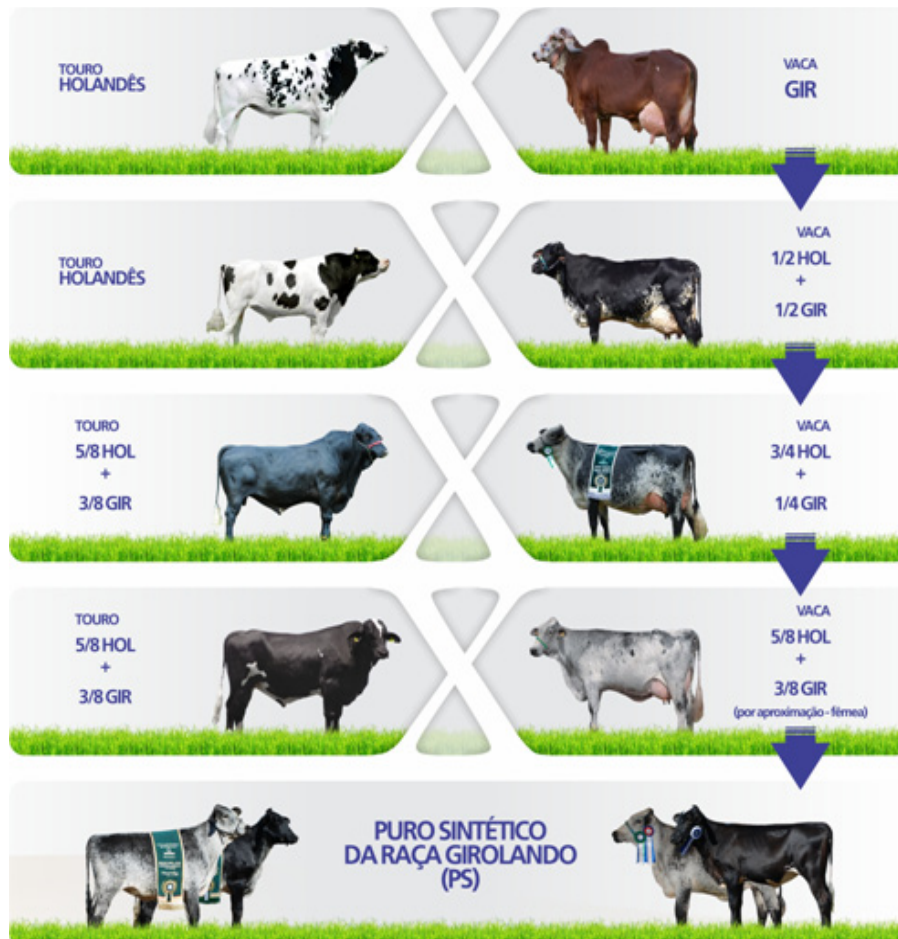 TOURO
HOLANDÊS
VACA
GIR
TOURO
HOLANDÊS
VACA
1/2 HOL
+
1/2 GIR
TOURO
5/8 HOL
+
3/8 GIR
VACA
3/4 HOL
+
1/4 GIR
TOURO
5/8 HOL
+
3/8 GIR
VACA
5/8 HOL
+
3/8 GIR
(por aproximação - fêmea)
PURO SINTÉTICO
DA RAÇA GIROLANDO
(PS)